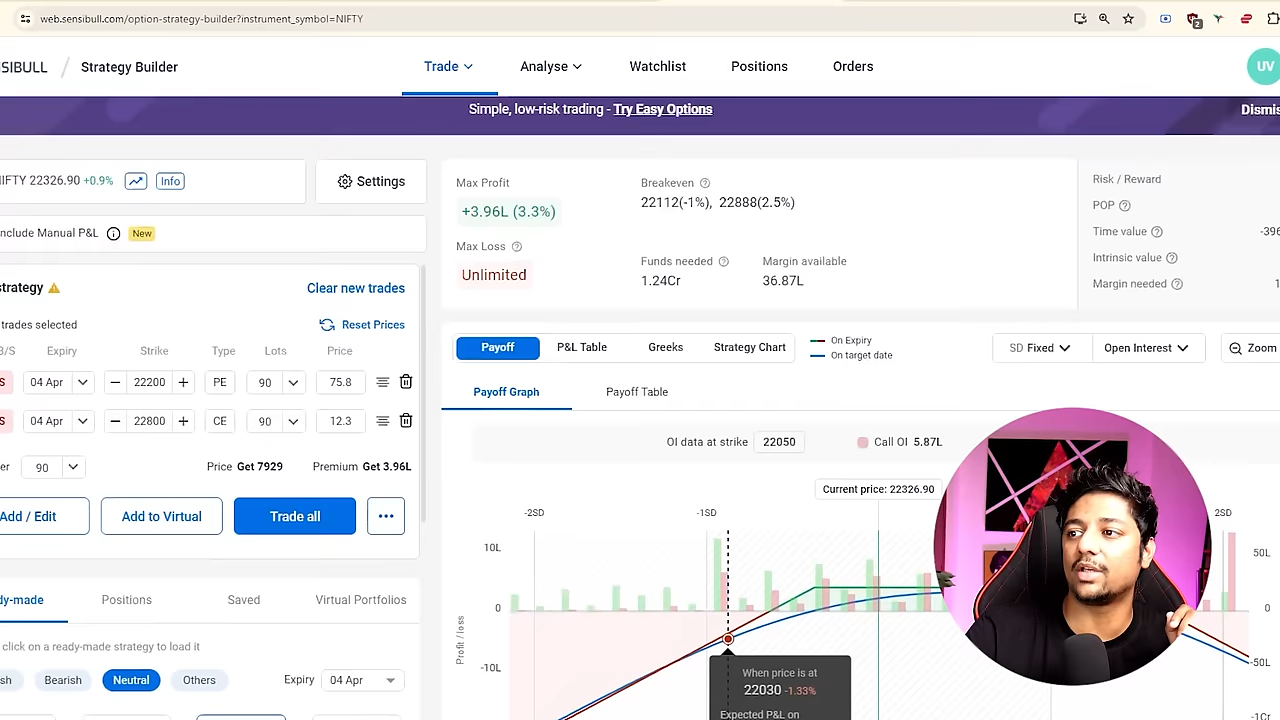 web.sensibull.com/option-strategy-builder?instrument_symbol=NIFTY
2
SIBULL / Strategy Builder
Trade
Analyse
Watchlist
Positions
Orders
UV
Simple, low-risk trading - Try Easy Options
Dismis
IFTY 22326.90 +0.9%
Info
Settings
nclude Manual P&L
New
strategy
Clear new trades
trades selected
Reset Prices
B/S Expiry Strike Type Lots Price
S 04 Apr 22200 PE 90 75.8
S 04 Apr 22800 CE 90 12.3
er 90 Price Get 7929 Premium Get 3.96L
Add / Edit
Add to Virtual
Trade all
dy-made
Positions
Saved
Virtual Portfolios
click on a ready-made strategy to load it
sh
Bearish
Neutral
Others
Expiry 04 Apr
Max Profit
+3.96L (3.3%)
Max Loss
Unlimited
Breakeven
22112(-1%), 22888(2.5%)
Funds needed
1.24Cr
Margin available
36.87L
Risk / Reward
POP
Time value -396
Intrinsic value
Margin needed 1
Payoff
P&L Table
Greeks
Strategy Chart
On Expiry
On target date
SD Fixed
Open Interest
Zoom
Payoff Graph
Payoff Table
OI data at strike 22050
Call OI 5.87L
Current price: 22326.90
-2SD
-1SD
2SD
10L
0
-10L
Profit / loss
50L
0
-50L
-1Cr
When price is at
22030 -1.33%
Expected P&L on